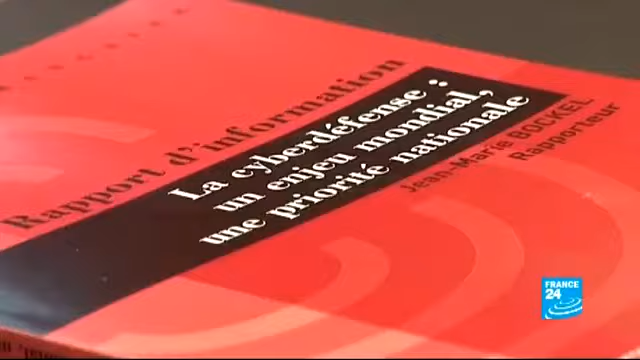 Rapport d'information
La cyberdéfense :
un enjeu mondial,
une priorité nationale
Jean-Marie BOCKEL
Rapporteur
FRANCE
24